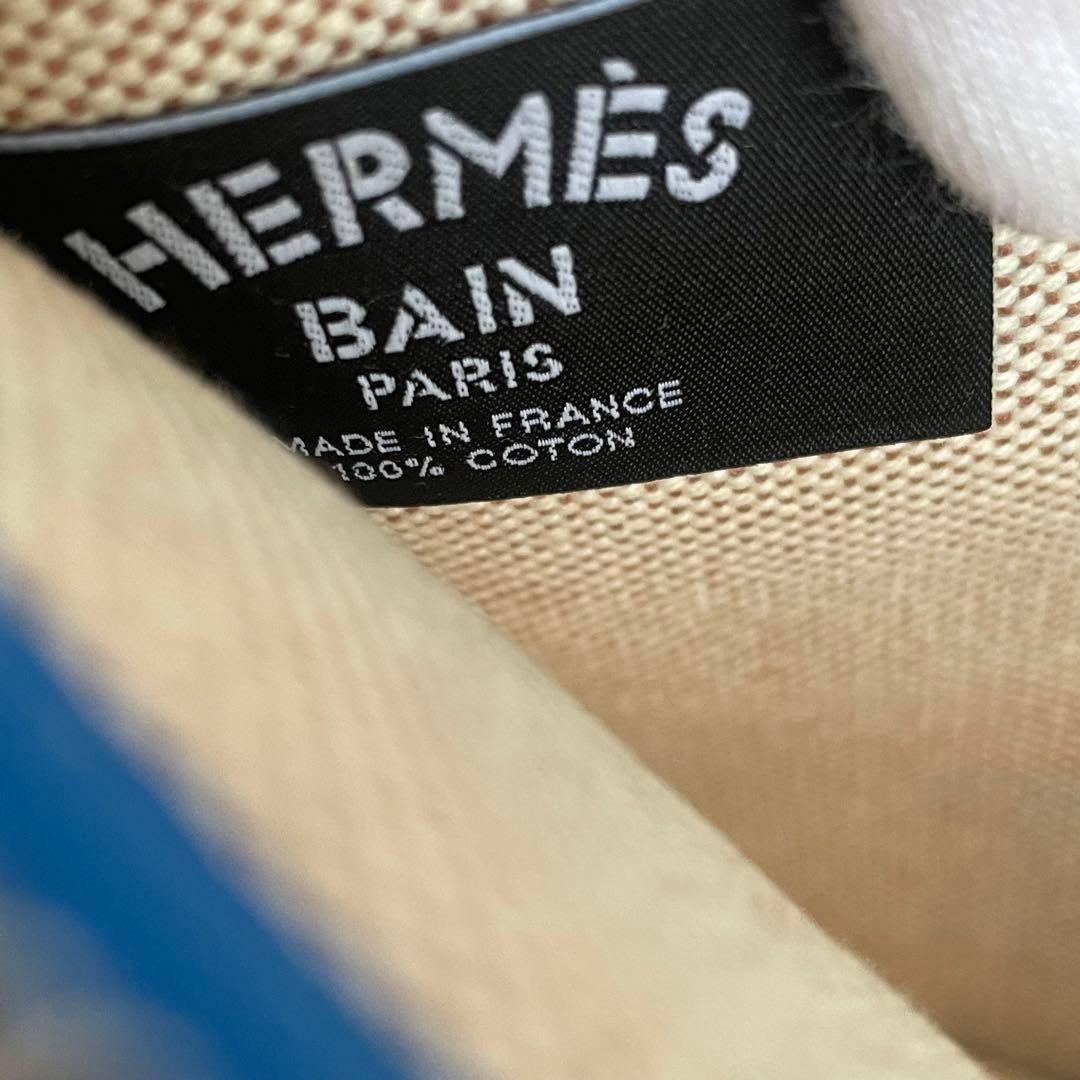 HERMÈS
BAIN
PARIS
MADE IN FRANCE
100% COTON